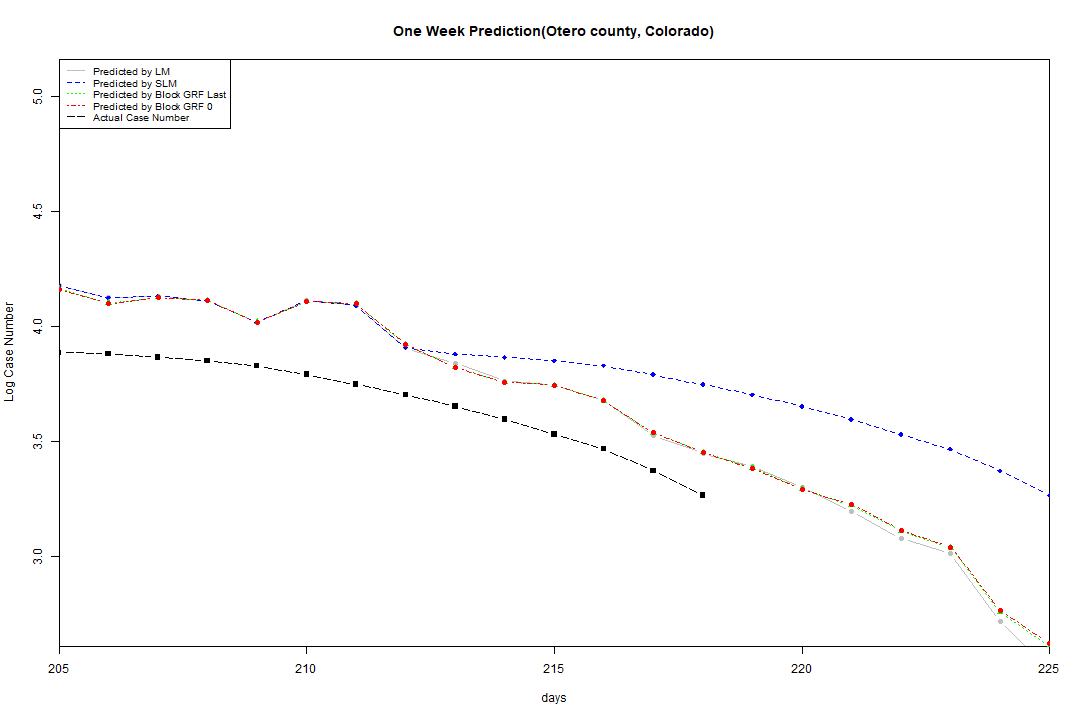 One Week Prediction(Otero county, Colorado)
Predicted by LM
Predicted by SLM
Predicted by Block GRF Last
Predicted by Block GRF 0
Actual Case Number
5.0
4.5
4.0
3.5
3.0
Log Case Number
205 210 215 220 225
days